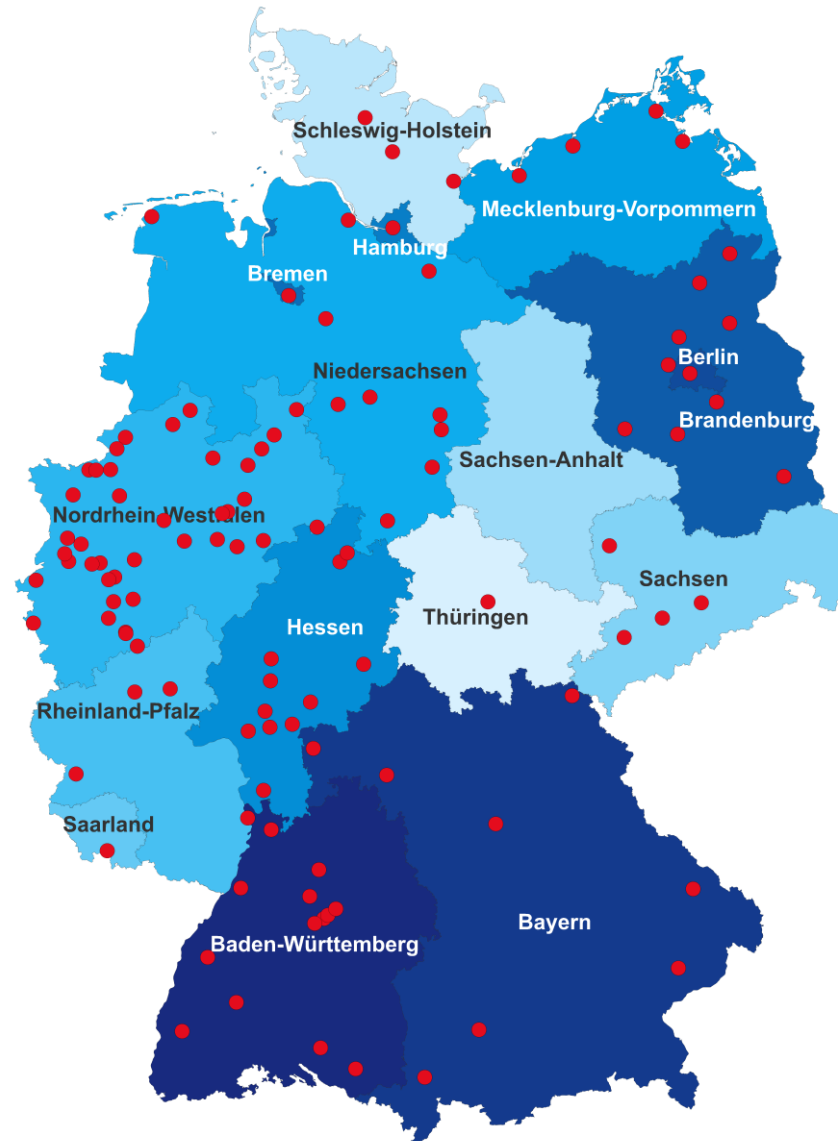 Schleswig-Holstein
Mecklenburg-Vorpommern
Hamburg
Bremen
Berlin
Niedersachsen
Brandenburg
Sachsen-Anhalt
Nordrhein-Westfalen
Sachsen
Thüringen
Hessen
Rheinland-Pfalz
Saarland
Bayern
Baden-Württemberg